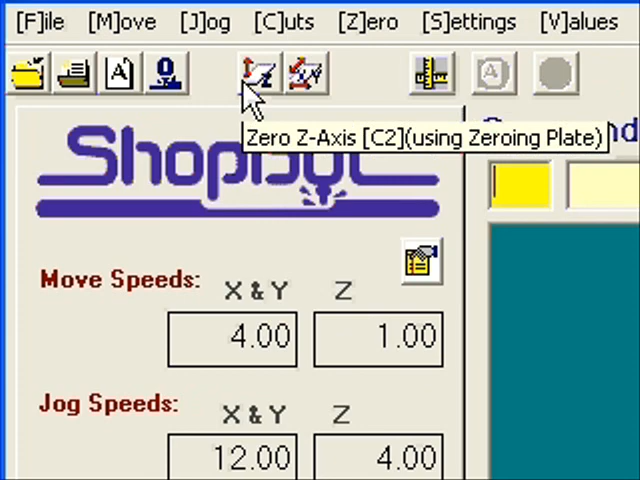 [F]ile [M]ove [J]og [C]uts [Z]ero [S]ettings [V]alues
Zero Z-Axis [C2](using Zeroing Plate)
ShopBot
Move Speeds:
X & Y Z
4.00 1.00
Jog Speeds:
X & Y Z
12.00 4.00